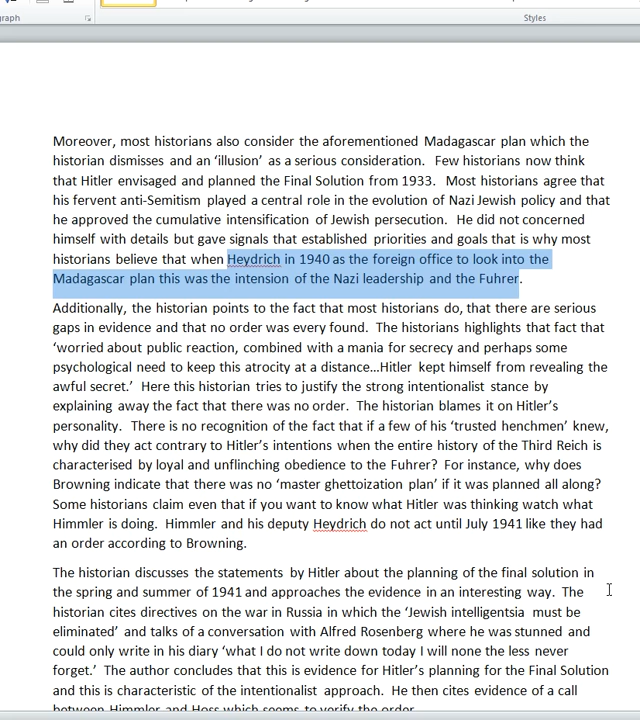 raph
Styles
Moreover, most historians also consider the aforementioned Madagascar plan which the
historian dismisses and an ‘illusion’ as a serious consideration. Few historians now think
that Hitler envisaged and planned the Final Solution from 1933. Most historians agree that
his fervent anti-Semitism played a central role in the evolution of Nazi Jewish policy and that
he approved the cumulative intensification of Jewish persecution. He did not concerned
himself with details but gave signals that established priorities and goals that is why most
historians believe that when Heydrich in 1940 as the foreign office to look into the
Madagascar plan this was the intension of the Nazi leadership and the Fuhrer.
Additionally, the historian points to the fact that most historians do, that there are serious
gaps in evidence and that no order was every found. The historians highlights that fact that
‘worried about public reaction, combined with a mania for secrecy and perhaps some
psychological need to keep this atrocity at a distance…Hitler kept himself from revealing the
awful secret.’ Here this historian tries to justify the strong intentionalist stance by
explaining away the fact that there was no order. The historian blames it on Hitler’s
personality. There is no recognition of the fact that if a few of his ‘trusted henchmen’ knew,
why did they act contrary to Hitler’s intentions when the entire history of the Third Reich is
characterised by loyal and unflinching obedience to the Fuhrer? For instance, why does
Browning indicate that there was no ‘master ghettoization plan’ if it was planned all along?
Some historians claim even that if you want to know what Hitler was thinking watch what
Himmler is doing. Himmler and his deputy Heydrich do not act until July 1941 like they had
an order according to Browning.
The historian discusses the statements by Hitler about the planning of the final solution in
the spring and summer of 1941 and approaches the evidence in an interesting way. The
historian cites directives on the war in Russia in which the ‘Jewish intelligentsia must be
eliminated’ and talks of a conversation with Alfred Rosenberg where he was stunned and
could only write in his diary ‘what I do not write down today I will none the less never
forget.’ The author concludes that this is evidence for Hitler’s planning for the Final Solution
and this is characteristic of the intentionalist approach. He then cites evidence of a call
between Himmler and Hoss which seems to verify the order